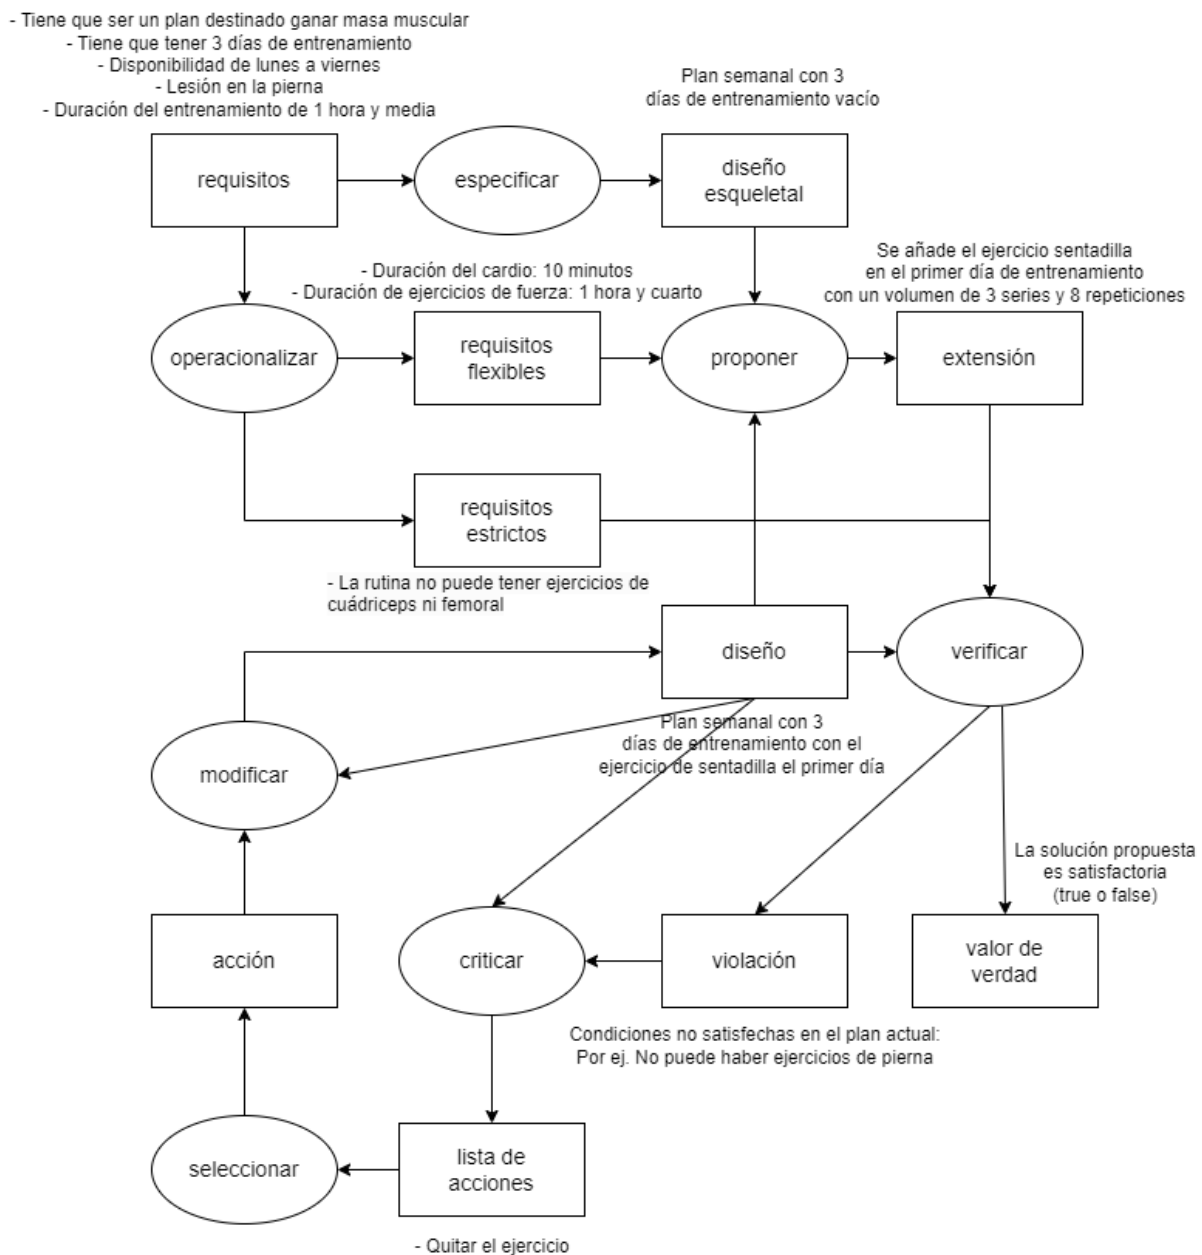 - Tiene que ser un plan destinado ganar masa muscular
- Tiene que tener 3 días de entrenamiento
- Disponibilidad de lunes a viernes
- Lesión en la pierna
- Duración del entrenamiento de 1 hora y media
Plan semanal con 3
días de entrenamiento vacío
requisitos
especificar
diseño
esqueletal
- Duración del cardio: 10 minutos
- Duración de ejercicios de fuerza: 1 hora y cuarto
Se añade el ejercicio sentadilla
en el primer día de entrenamiento
con un volumen de 3 series y 8 repeticiones
operacionalizar
requisitos
flexibles
proponer
extensión
requisitos
estrictos
- La rutina no puede tener ejercicios de
cuádriceps ni femoral
diseño
verificar
Plan semanal con 3
días de entrenamiento con el
ejercicio de sentadilla el primer día
modificar
La solución propuesta
es satisfactoria
(true o false)
acción
criticar
violación
valor de
verdad
Condiciones no satisfechas en el plan actual:
Por ej. No puede haber ejercicios de pierna
seleccionar
lista de
acciones
- Quitar el ejercicio